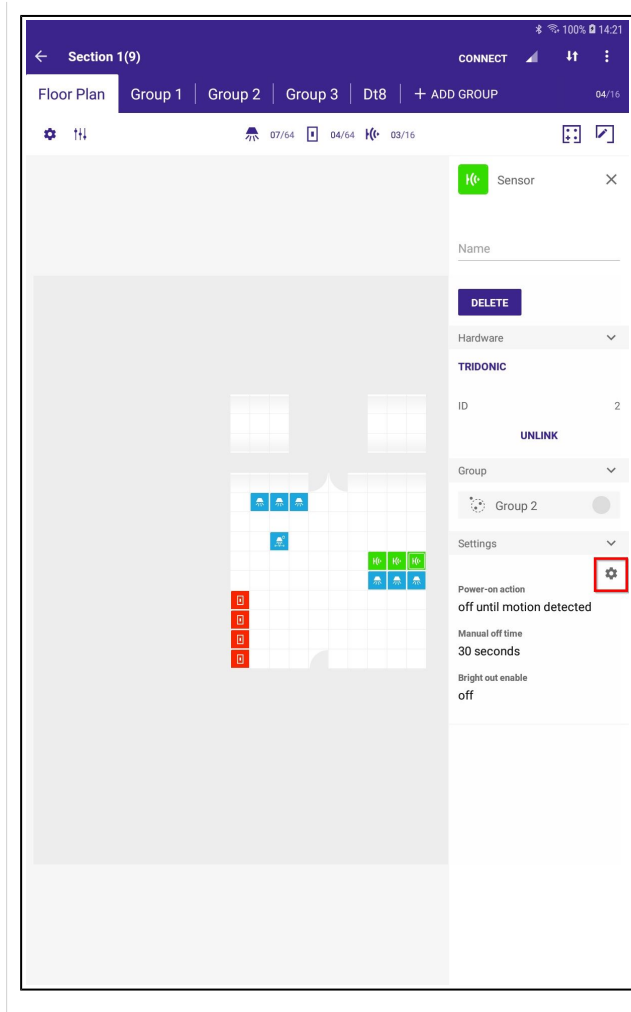 100% 14:21
Section 1(9)
CONNECT
Floor Plan
Group 1
Group 2
Group 3
Dt8
+ ADD GROUP
04/16
07/64
04/64
03/16
Sensor
Name
DELETE
Hardware
TRIDONIC
ID 2
UNLINK
Group
Group 2
Settings
Power-on action
off until motion detected
Manual off time
30 seconds
Bright out enable
off